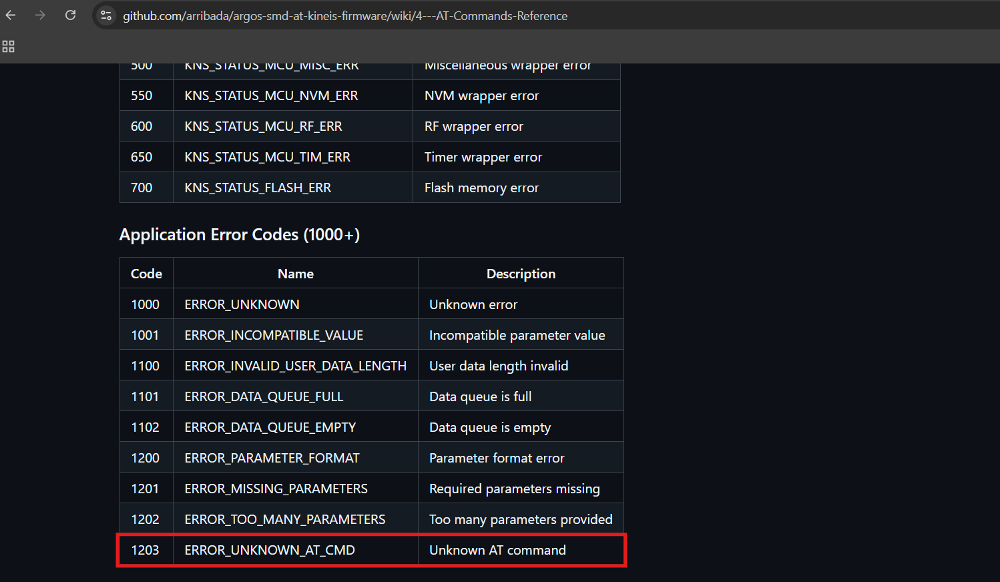 github.com/arribada/argos-smd-at-kineis-firmware/wiki/4---AT-Commands-Reference
500 KNS_STATUS_MCU_MISC_ERR Miscellaneous wrapper error
550 KNS_STATUS_MCU_NVM_ERR NVM wrapper error
600 KNS_STATUS_MCU_RF_ERR RF wrapper error
650 KNS_STATUS_MCU_TIM_ERR Timer wrapper error
700 KNS_STATUS_FLASH_ERR Flash memory error
Application Error Codes (1000+)
Code Name Description
1000 ERROR_UNKNOWN Unknown error
1001 ERROR_INCOMPATIBLE_VALUE Incompatible parameter value
1100 ERROR_INVALID_USER_DATA_LENGTH User data length invalid
1101 ERROR_DATA_QUEUE_FULL Data queue is full
1102 ERROR_DATA_QUEUE_EMPTY Data queue is empty
1200 ERROR_PARAMETER_FORMAT Parameter format error
1201 ERROR_MISSING_PARAMETERS Required parameters missing
1202 ERROR_TOO_MANY_PARAMETERS Too many parameters provided
1203 ERROR_UNKNOWN_AT_CMD Unknown AT command